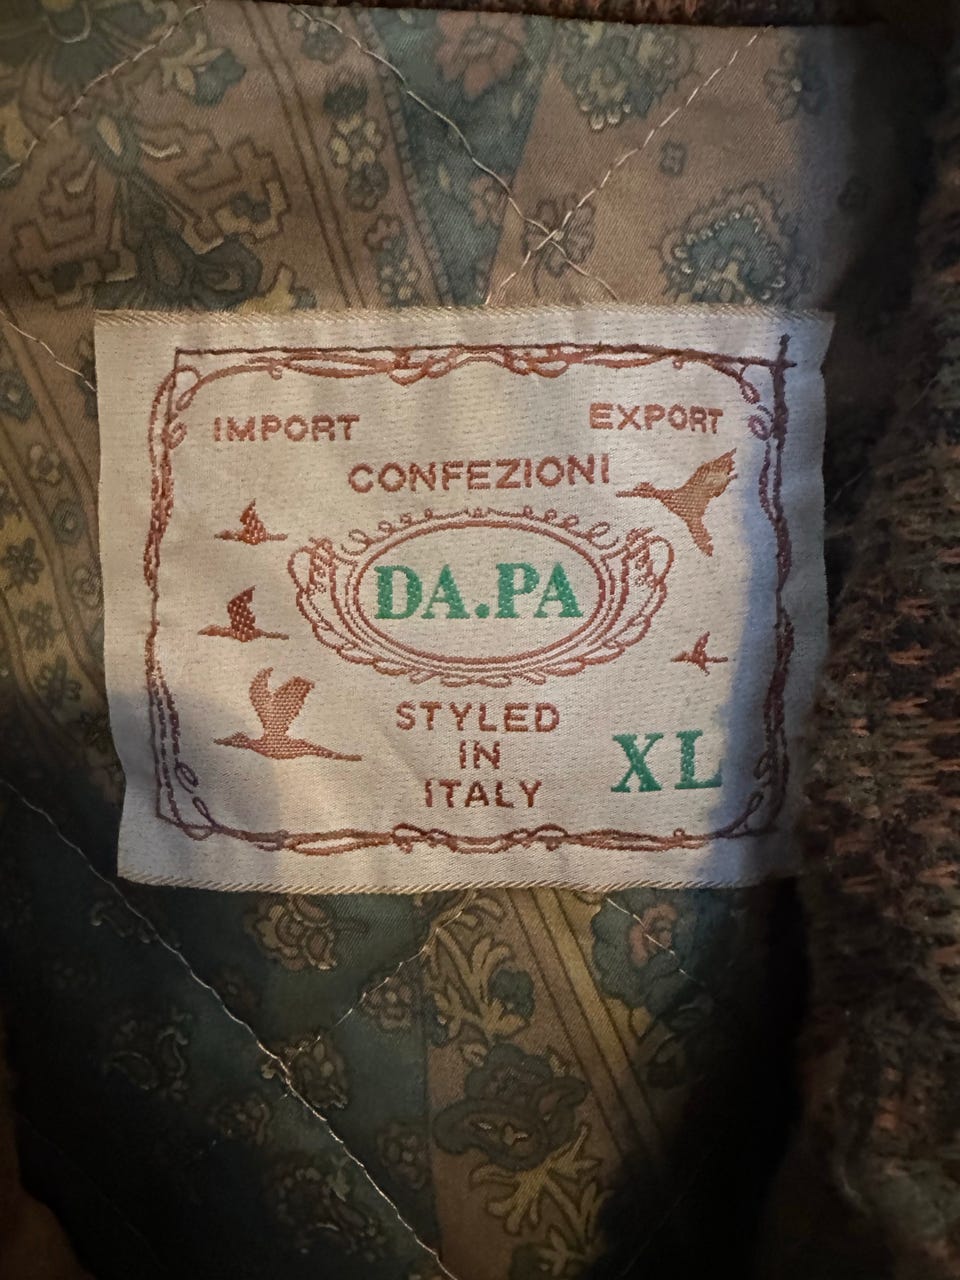 IMPORT EXPORT
CONFEZIONI
DA.PA
STYLED
IN
ITALY
XL